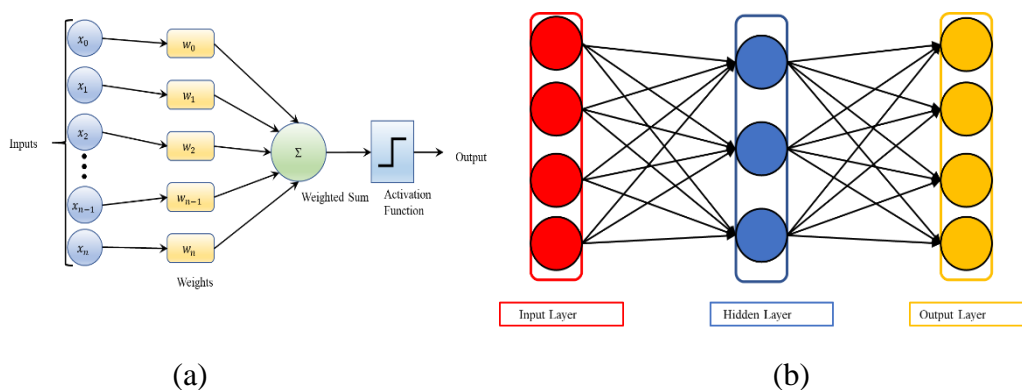 x₀
w₀
x₁
w₁
Inputs
x₂
w₂
Σ
Output
xₙ₋₁
wₙ₋₁
Weighted Sum
Activation
Function
xₙ
wₙ
Weights
Input Layer
Hidden Layer
Output Layer
(a)
(b)